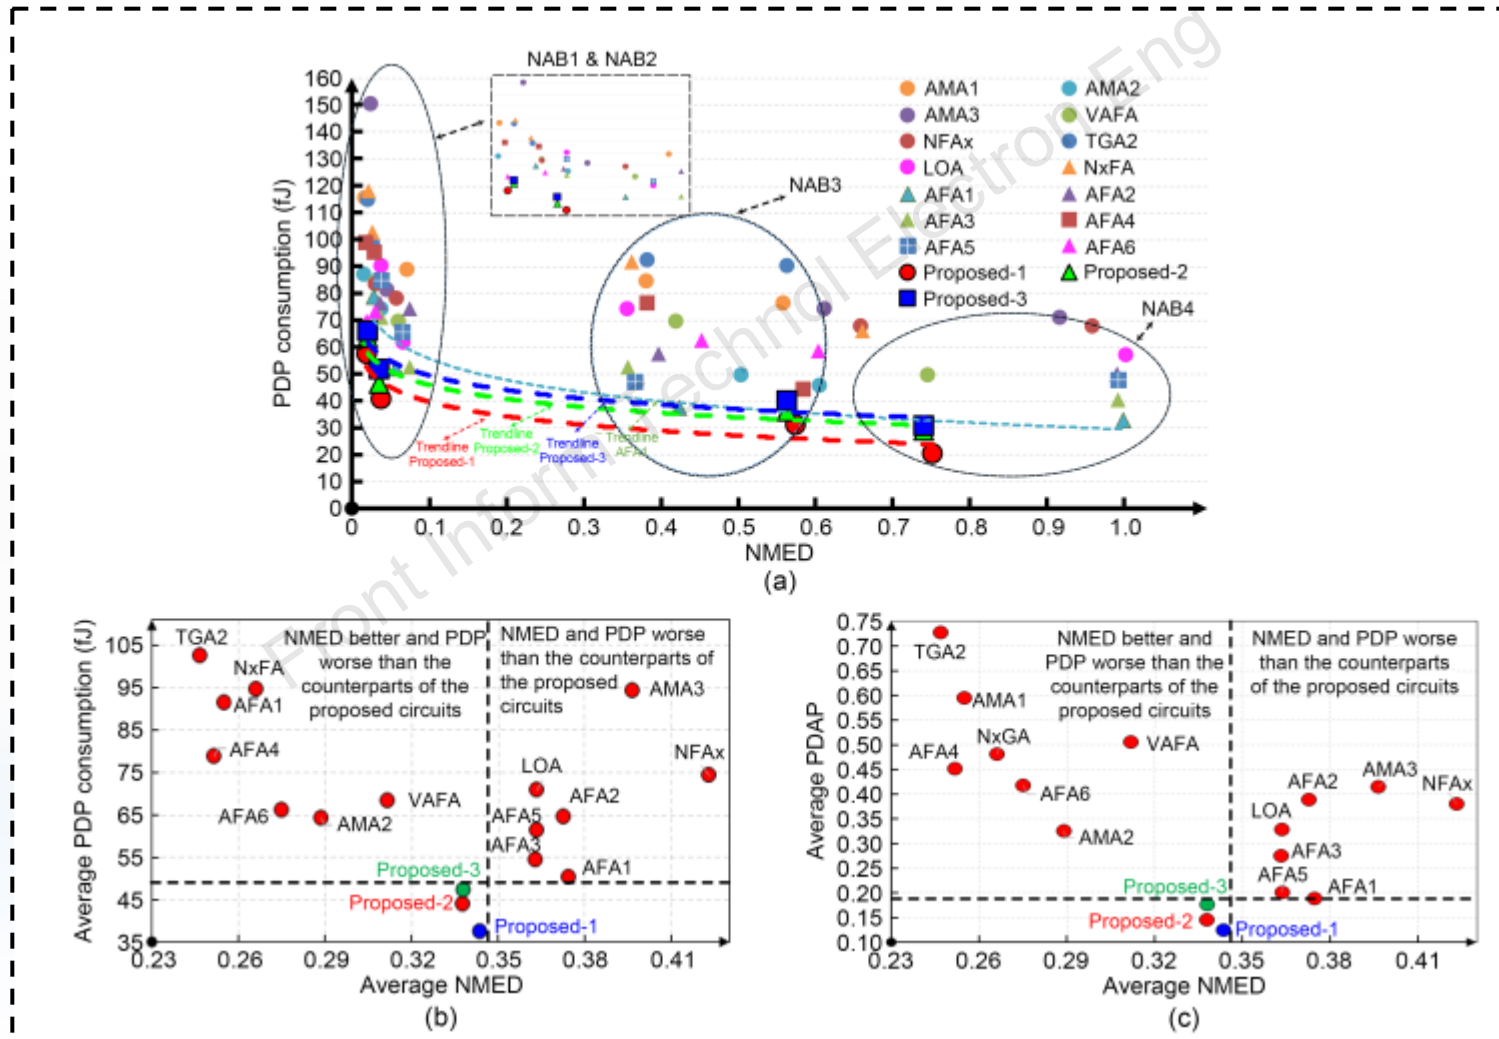 NAB1 & NAB2
160
150
140
130
120
110
100
90
80
70
60
50
40
30
20
10
0
PDP consumption (fJ)
AMA1
AMA2
AMA3
VAFA
NFAx
TGA2
LOA
NxFA
AFA1
AFA2
AFA3
AFA4
AFA5
AFA6
Proposed-1
Proposed-2
Proposed-3
NAB3
NAB4
Trendline
Proposed-1
Trendline
Proposed-2
Trendline
Proposed-3
Trendline
AFA1
0 0.1 0.2 0.3 0.4 0.5 0.6 0.7 0.8 0.9 1.0
NMED
(a)
Front Inform Technol Electron Eng
Average PDP consumption (fJ)
105
95
85
75
65
55
45
35
TGA2
NxFA
AFA1
AFA4
AFA6
AMA2
VAFA
NMED better and PDP
worse than the
counterparts of the
proposed circuits
NMED and PDP worse
than the counterparts of
the proposed
circuits
AMA3
NFAx
LOA
AFA2
AFA5
AFA3
AFA1
Proposed-3
Proposed-2
Proposed-1
0.23 0.26 0.29 0.32 0.35 0.38 0.41
Average NMED
(b)
Average PDAP
0.75
0.70
0.65
0.60
0.55
0.50
0.45
0.40
0.35
0.30
0.25
0.20
0.15
0.10
TGA2
AMA1
NxGA
AFA4
AFA6
AMA2
VAFA
NMED better and
PDP worse than the
counterparts of the
proposed circuits
NMED and PDP worse
than the counterparts
of the proposed circuits
AFA2
AMA3
NFAx
LOA
AFA3
AFA5
AFA1
Proposed-3
Proposed-2
Proposed-1
0.23 0.26 0.29 0.32 0.35 0.38 0.41
Average NMED
(c)